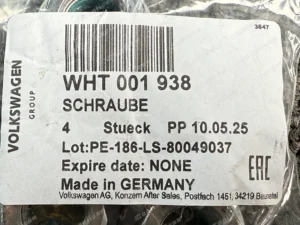 3647
VOLKSWAGEN
GROUP
WHT 001 938
SCHRAUBE
4 Stueck PP 10.05.25
Lot:PE-186-LS-80049037
Expire date: NONE
Made in GERMANY
EAC
Volkswagen AG, Konzern After Sales, Postfach 1451, 34219 Baunatal